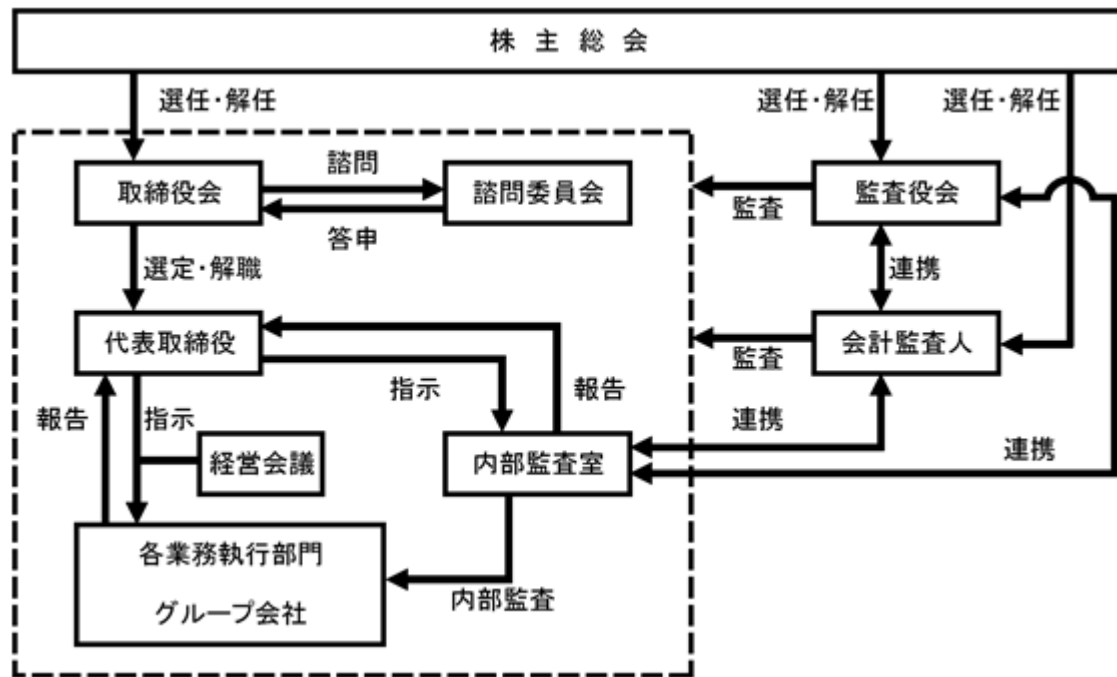 株 主 総 会
選任・解任
選任・解任
選任・解任
取締役会
諮問
諮問委員会
答申
監査
監査役会
選定・解職
連携
代表取締役
監査
会計監査人
報告
指示
指示
報告
連携
経営会議
内部監査室
連携
各業務執行部門
グループ会社
内部監査